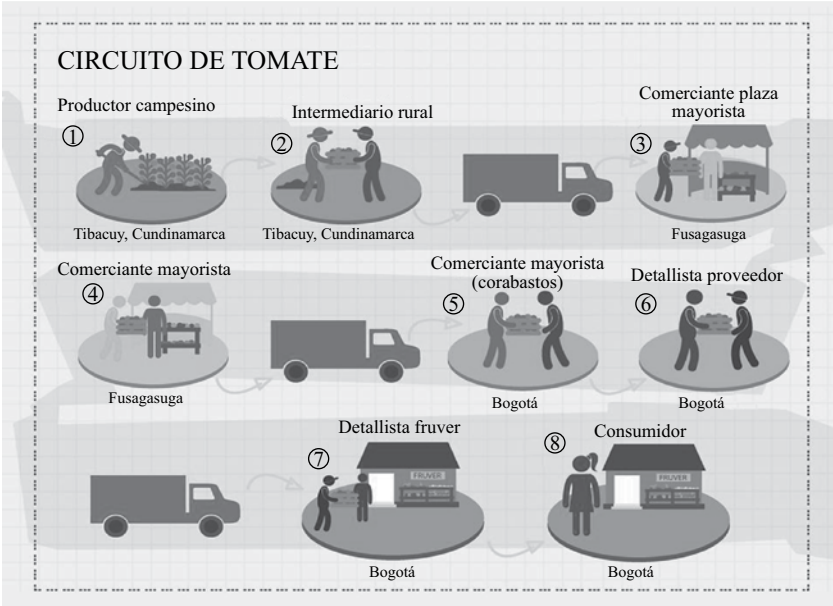 CIRCUITO DE TOMATE
Productor campesino
①
Tibacuy, Cundinamarca
Intermediario rural
②
Tibacuy, Cundinamarca
Comerciante plaza
mayorista
③
Fusagasuga
Comerciante mayorista
④
Fusagasuga
Comerciante mayorista
(corabastos)
⑤
Bogotá
Detallista proveedor
⑥
Bogotá
Detallista fruver
⑦
FRUVER
Bogotá
Consumidor
⑧
FRUVER
Bogotá